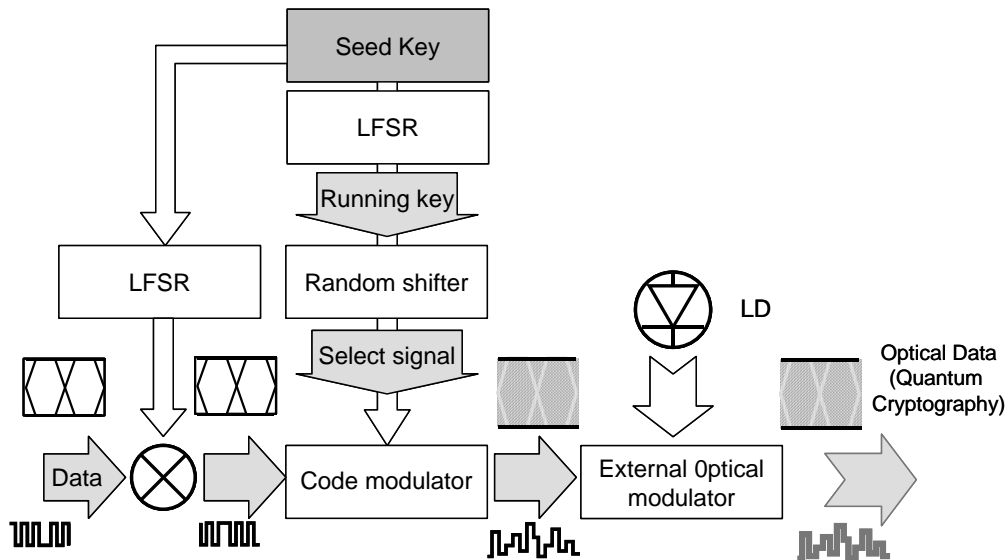 Seed Key
LFSR
Running key
LFSR
Random shifter
LD
Select signal
Optical Data
(Quantum
Cryptography)
Data
Code modulator
External 0ptical
modulator